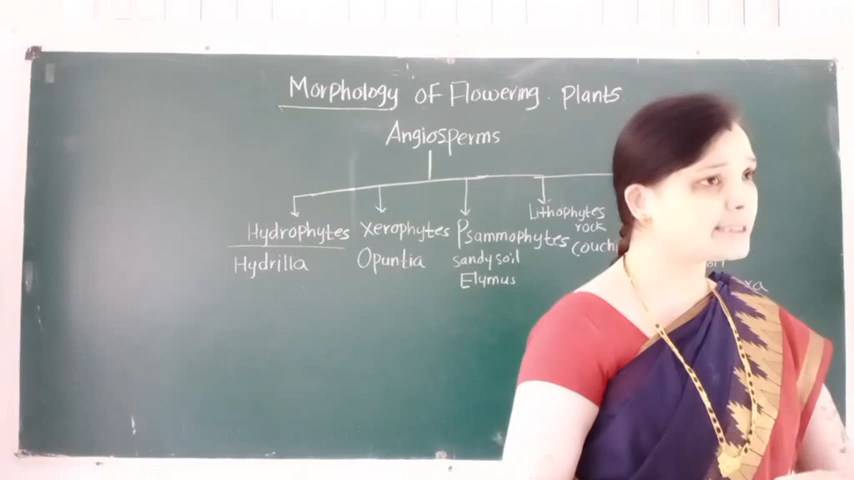 Morphology of Flowering Plants
Angiosperms
Hydrophytes
Hydrilla
Xerophytes
Opuntia
Psammophytes
sandy soil
Elymus
Lithophytes
rock